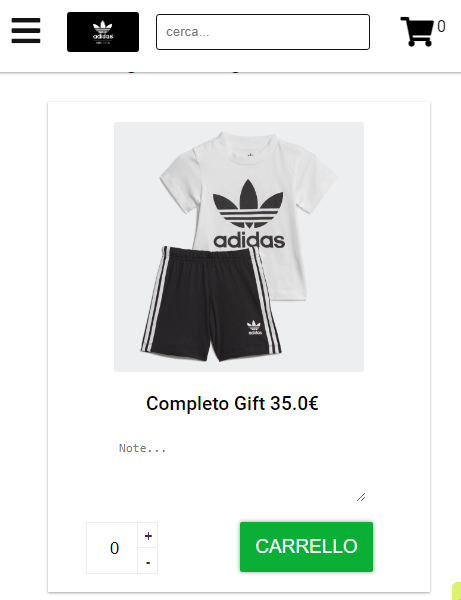 adidas
cerca...
0
adidas
Completo Gift 35.0€
Note...
0
+
-
CARRELLO